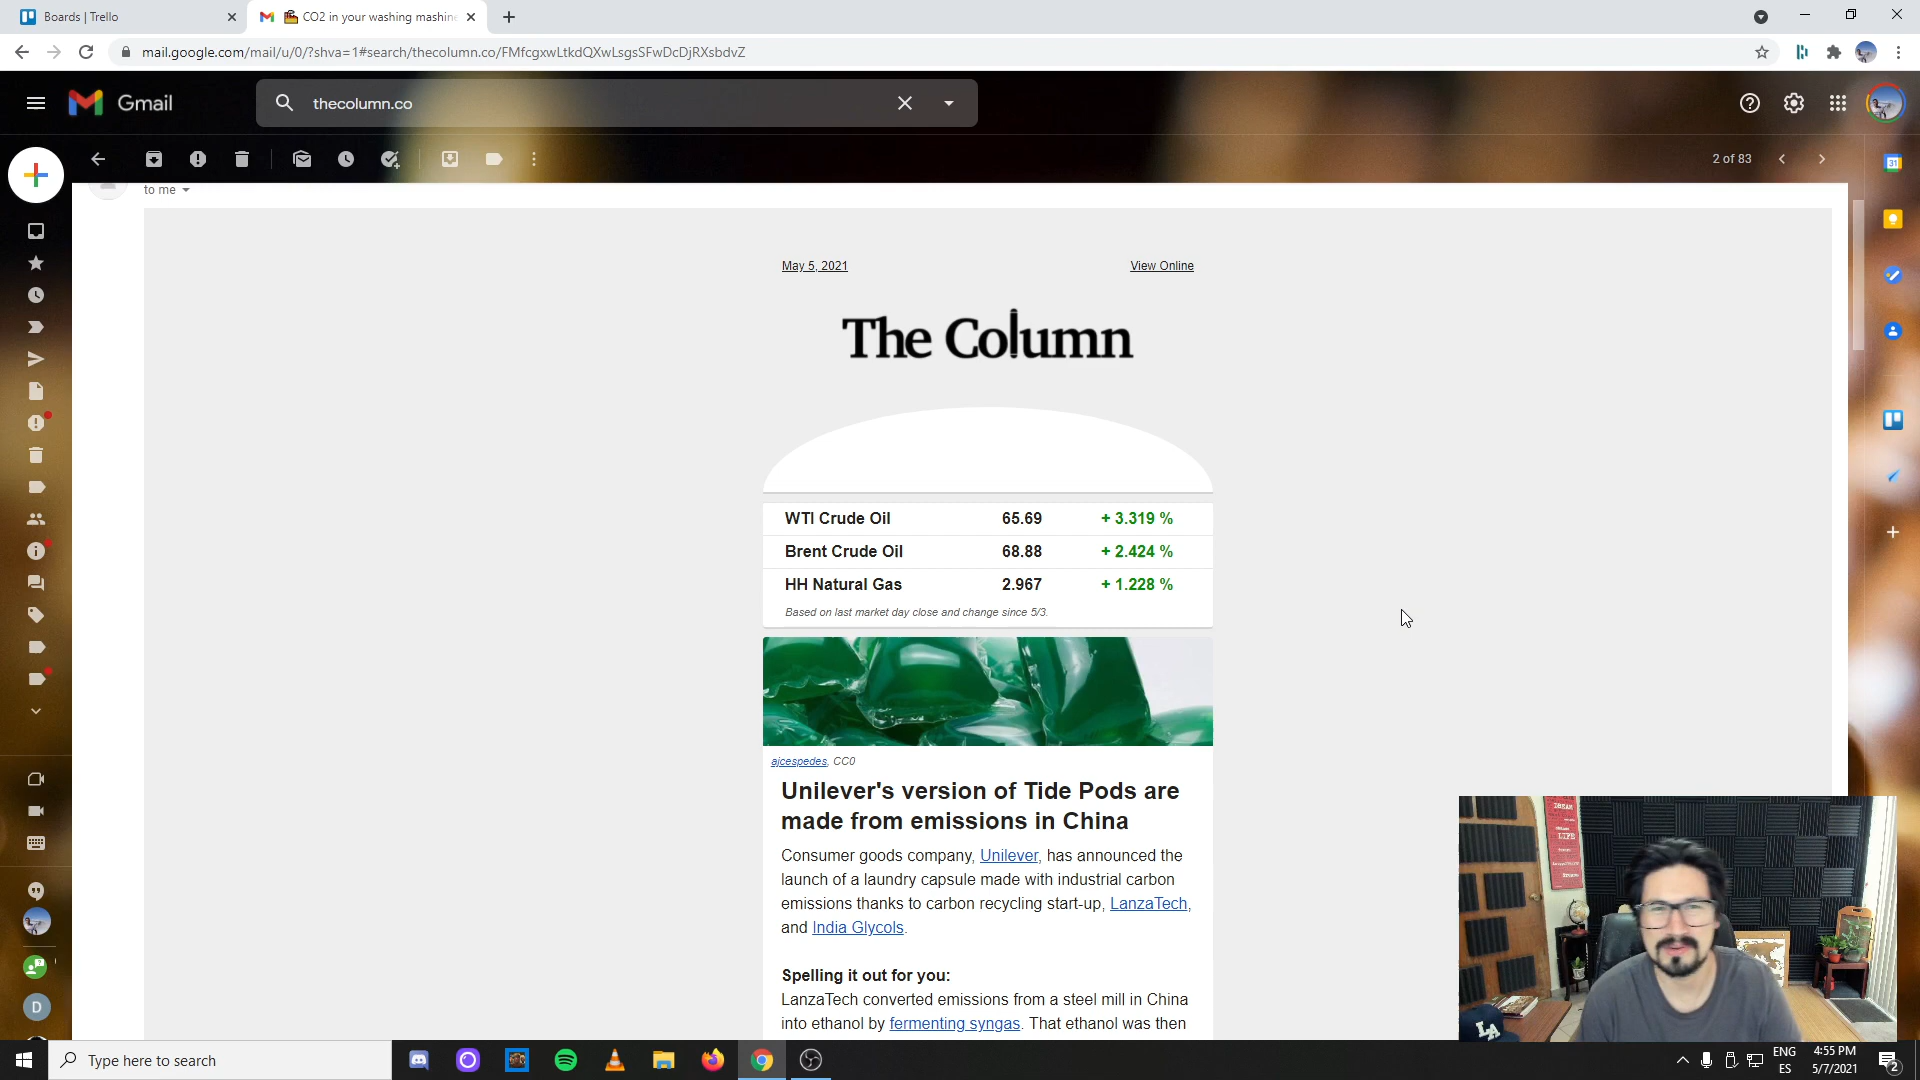 Boards | Trello
CO2 in your washing mashine
mail.google.com/mail/u/0/?shva=1#search/thecolumn.co/FMfcgxwLtkdQXwLsgsSFwDcDjRXsbdvZ
Gmail
thecolumn.co
2 of 83
31
to me
May 5, 2021 View Online
The Column
WTI Crude Oil 65.69 + 3.319 %
Brent Crude Oil 68.88 + 2.424 %
HH Natural Gas 2.967 + 1.228 %
Based on last market day close and change since 5/3.
ajcespedes, CC0
Unilever's version of Tide Pods are
made from emissions in China
Consumer goods company, Unilever, has announced the
launch of a laundry capsule made with industrial carbon
emissions thanks to carbon recycling start-up, LanzaTech,
and India Glycols.
Spelling it out for you:
LanzaTech converted emissions from a steel mill in China
into ethanol by fermenting syngas. That ethanol was then
D
DREAM
LIFE
LA
Type here to search
ENG
ES
4:55 PM
5/7/2021
2